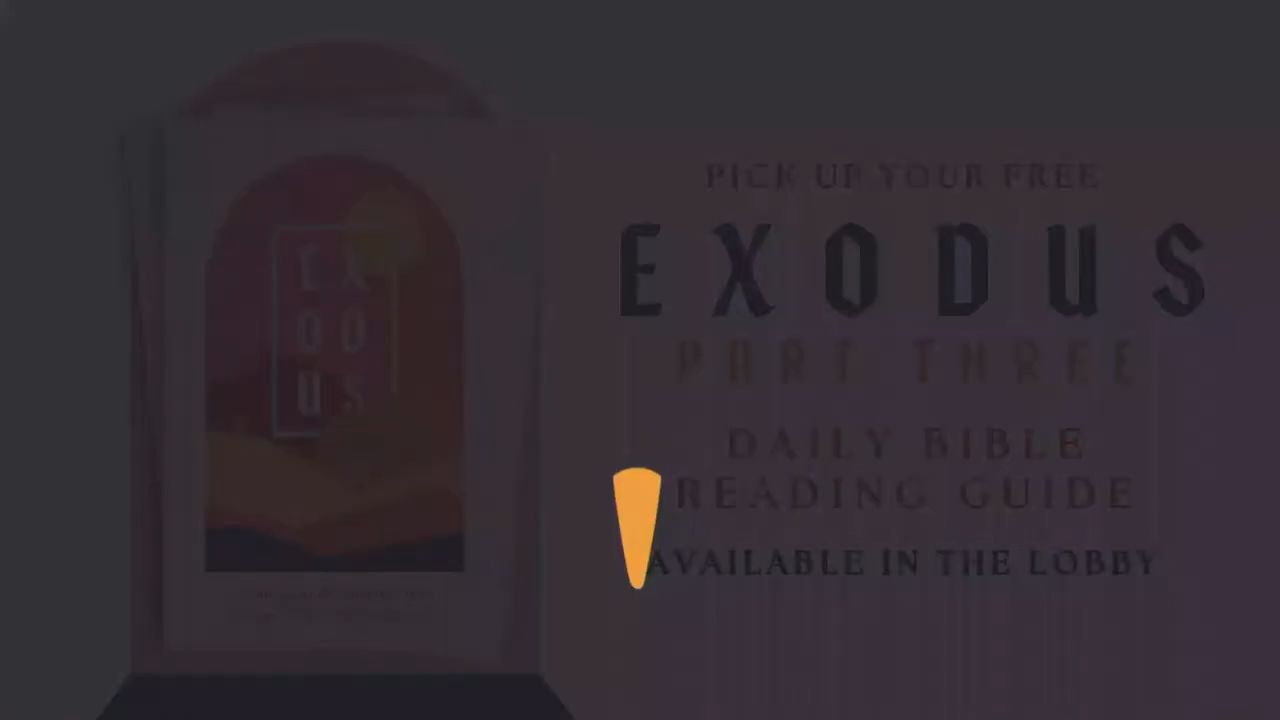 EX
OD
US
PICK UP YOUR FREE
EXODUS
PART THREE
DAILY BIBLE
READING GUIDE
AVAILABLE IN THE LOBBY